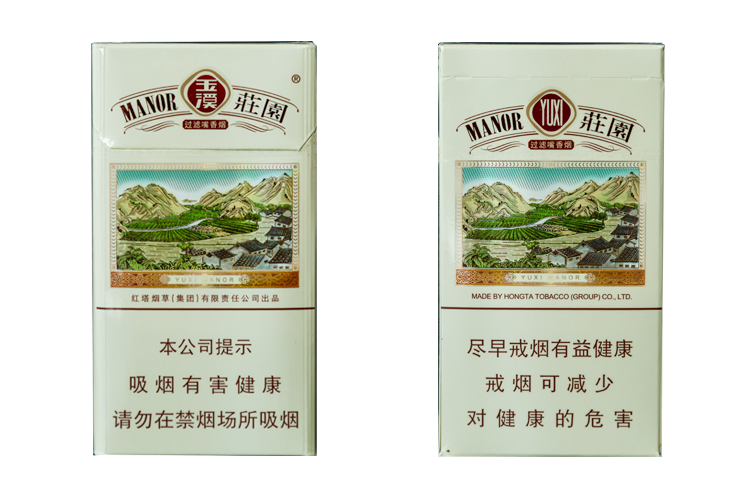 玉溪
MANOR 莊園®
过滤嘴香烟
YUXI MANOR
红塔烟草(集团)有限责任公司出品
本公司提示
吸烟有害健康
请勿在禁烟场所吸烟
YUXI
MANOR 莊園
过滤嘴香烟
YUXI MANOR
MADE BY HONGTA TOBACCO (GROUP) CO., LTD.
尽早戒烟有益健康
戒烟可减少
对健康的危害